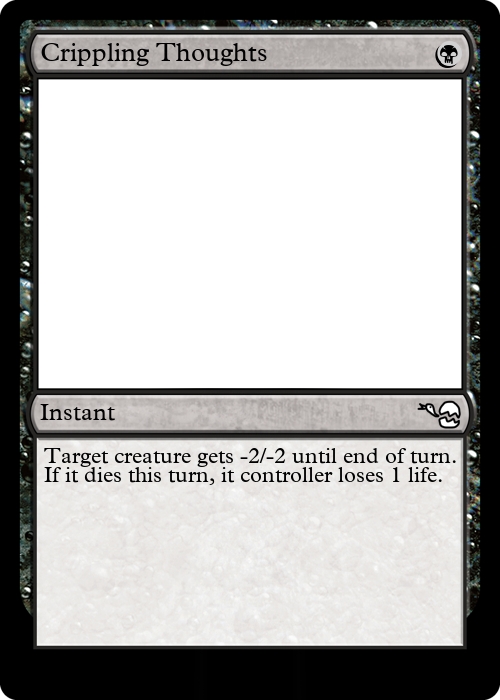 Crippling Thoughts
Instant
Target creature gets -2/-2 until end of turn.
If it dies this turn, it controller loses 1 life.